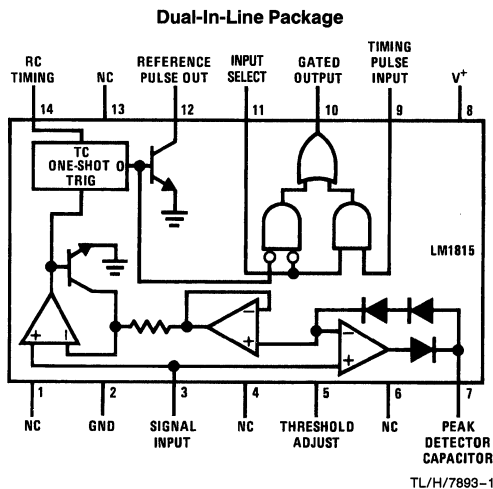 Dual-In-Line Package
RC
TIMING
NC
REFERENCE
PULSE OUT
INPUT
SELECT
GATED
OUTPUT
TIMING
PULSE
INPUT
V+
14
13
12
11
10
9
8
TC
ONE-SHOT O
TRIG
LM1815
+
−
−
+
−
+
1
2
3
4
5
6
7
NC
GND
SIGNAL
INPUT
NC
THRESHOLD
ADJUST
NC
PEAK
DETECTOR
CAPACITOR
TL/H/7893–1